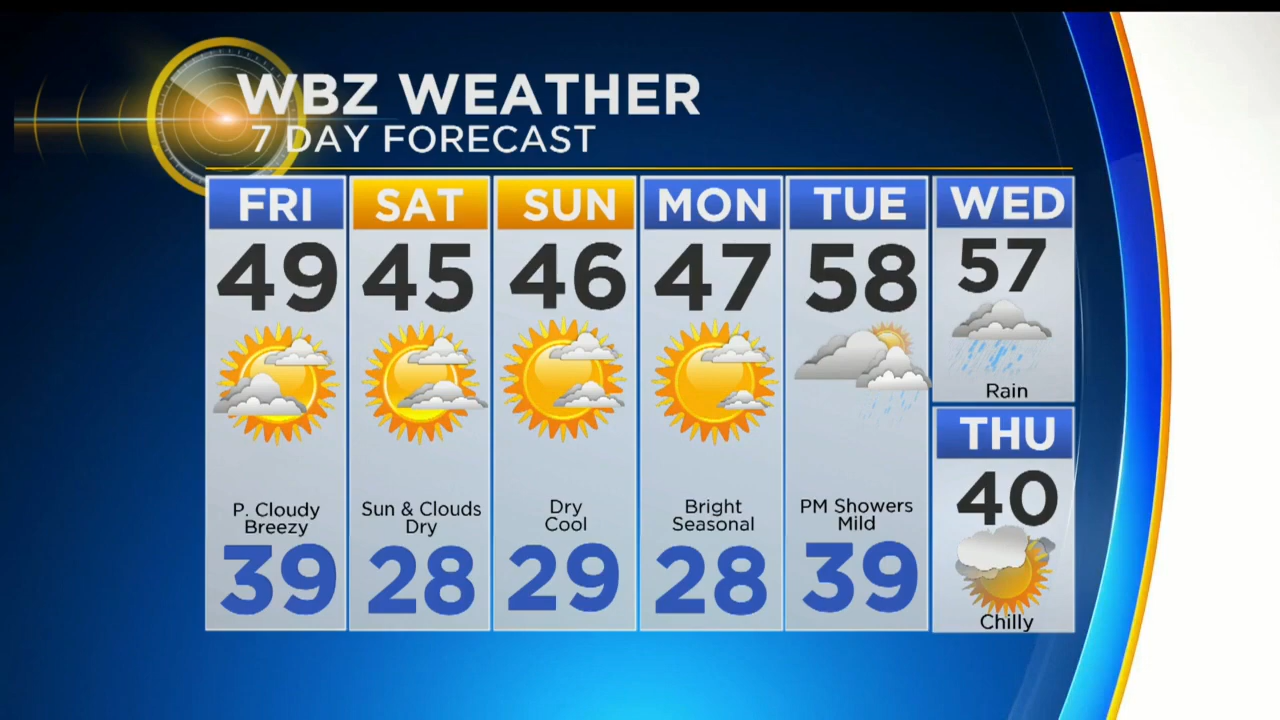 WBZ WEATHER
7 DAY FORECAST
FRI
49
P. Cloudy
Breezy
39
SAT
45
Sun & Clouds
Dry
28
SUN
46
Dry
Cool
29
MON
47
Bright
Seasonal
28
TUE
58
PM Showers
Mild
39
WED
57
Rain
THU
40
Chilly